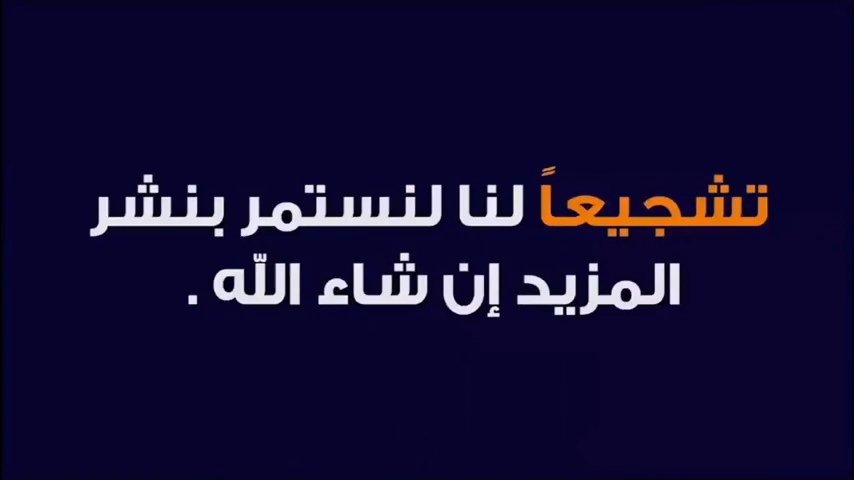 تشجيعاً لنا لنستمر بنشر
المزيد إن شاء الله .